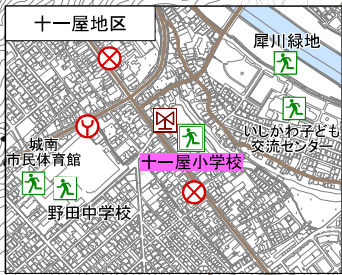 十一屋地区
犀川緑地
いしかわ子ども
交流センター
城南
市民体育館
十一屋小学校
野田中学校